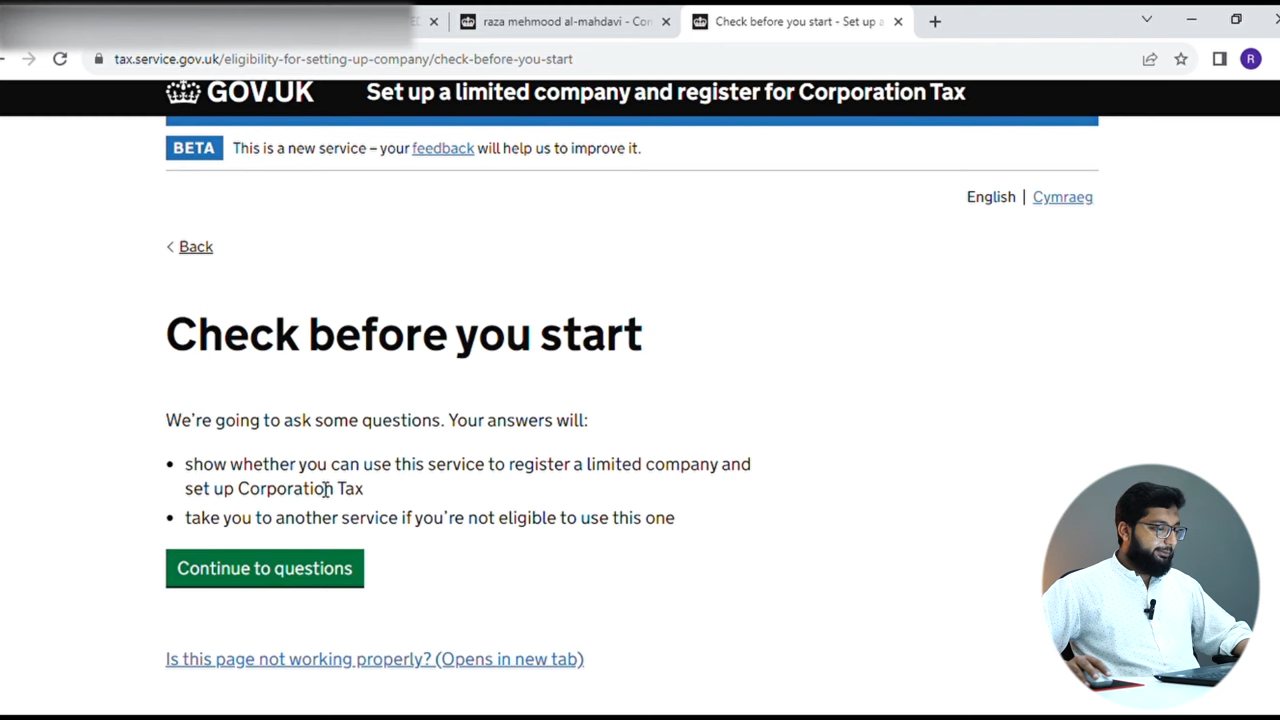 raza mehmood al-mahdavi - Con
Check before you start - Set up a
tax.service.gov.uk/eligibility-for-setting-up-company/check-before-you-start
R
GOV.UK
Set up a limited company and register for Corporation Tax
BETA
This is a new service – your feedback will help us to improve it.
English | Cymraeg
< Back
Check before you start
We’re going to ask some questions. Your answers will:
• show whether you can use this service to register a limited company and
set up Corporation Tax
• take you to another service if you’re not eligible to use this one
Continue to questions
Is this page not working properly? (Opens in new tab)